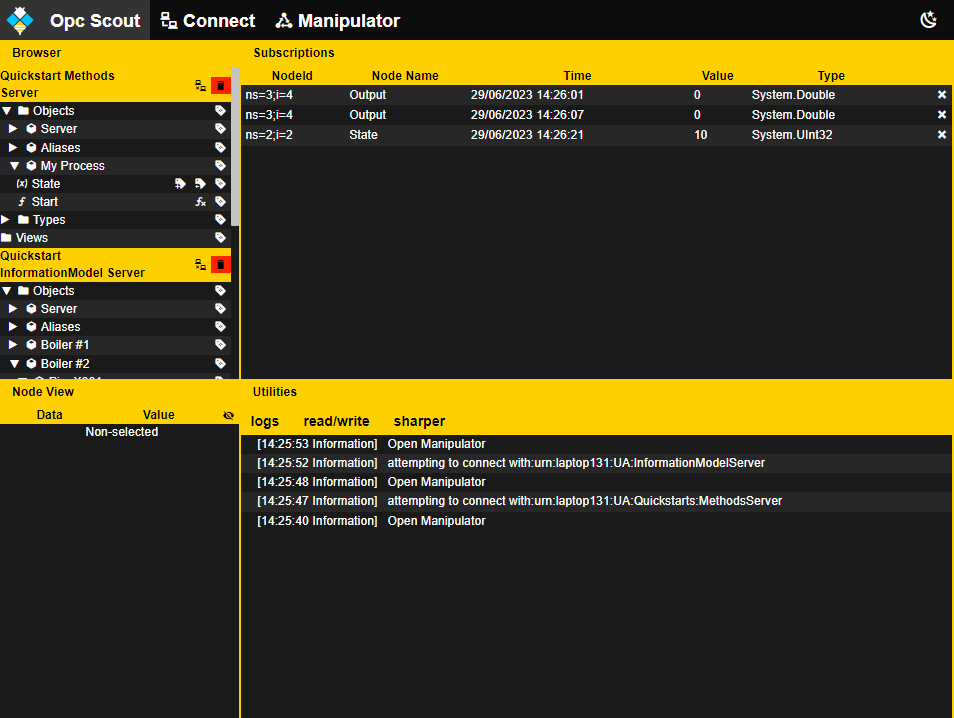 Opc Scout Connect Manipulator
Browser
Quickstart Methods
Server
Objects
Server
Aliases
My Process
(x) State
f Start
fx
Types
Views
Quickstart
InformationModel Server
Objects
Server
Aliases
Boiler #1
Boiler #2
Subscriptions
NodeId Node Name Time Value Type
ns=3;i=4 Output 29/06/2023 14:26:01 0 System.Double
ns=3;i=4 Output 29/06/2023 14:26:07 0 System.Double
ns=2;i=2 State 29/06/2023 14:26:21 10 System.UInt32
Node View
Data Value
Non-selected
Utilities
logs read/write sharper
[14:25:53 Information] Open Manipulator
[14:25:52 Information] attempting to connect with:urn:laptop131:UA:InformationModelServer
[14:25:48 Information] Open Manipulator
[14:25:47 Information] attempting to connect with:urn:laptop131:UA:Quickstarts:MethodsServer
[14:25:40 Information] Open Manipulator